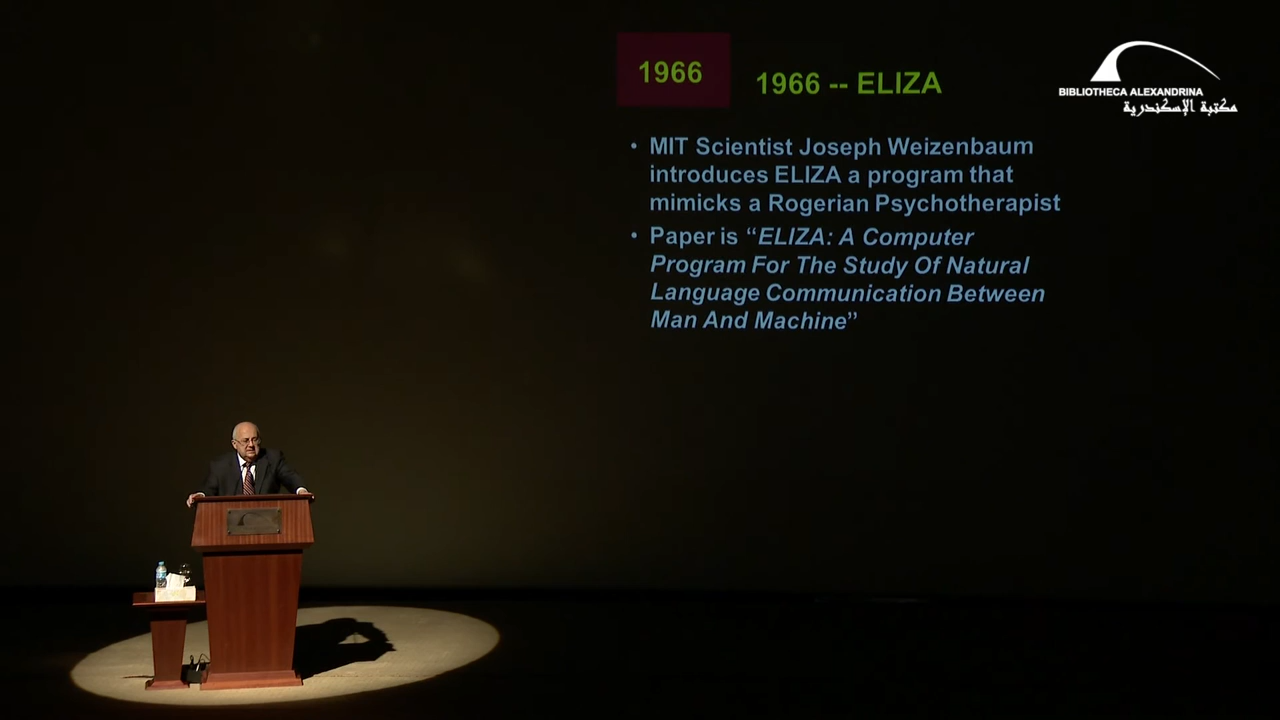 1966
1966 -- ELIZA
BIBLIOTHECA ALEXANDRINA
مكتبة الإسكندرية
• MIT Scientist Joseph Weizenbaum
introduces ELIZA a program that
mimicks a Rogerian Psychotherapist
• Paper is “ELIZA: A Computer
Program For The Study Of Natural
Language Communication Between
Man And Machine”